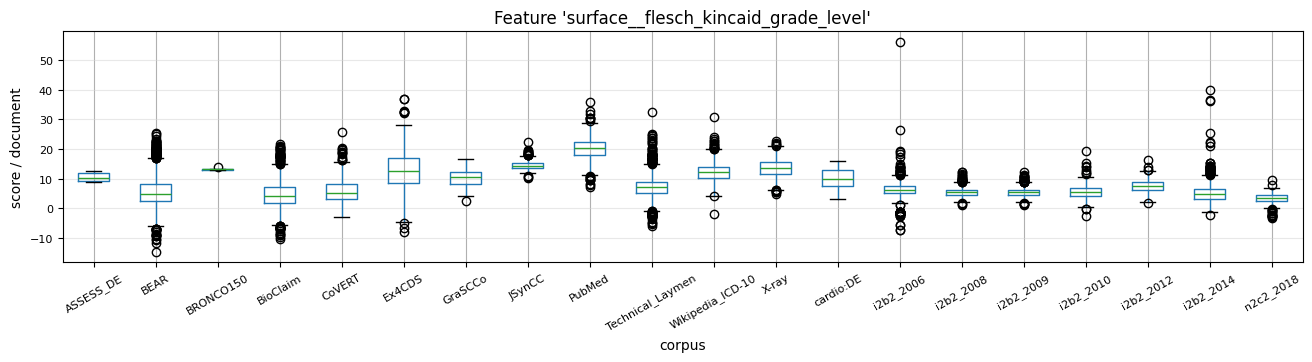 Feature 'surface__flesch_kincaid_grade_level'
score / document
50
40
30
20
10
0
−10
ASSESS_DE
BEAR
BRONCO150
BioClaim
CoVERT
Ex4CDS
GraSCCo
JSynCC
PubMed
Technical_Laymen
Wikipedia_ICD-10
X-ray
cardio:DE
i2b2_2006
i2b2_2008
i2b2_2009
i2b2_2010
i2b2_2012
i2b2_2014
n2c2_2018
corpus